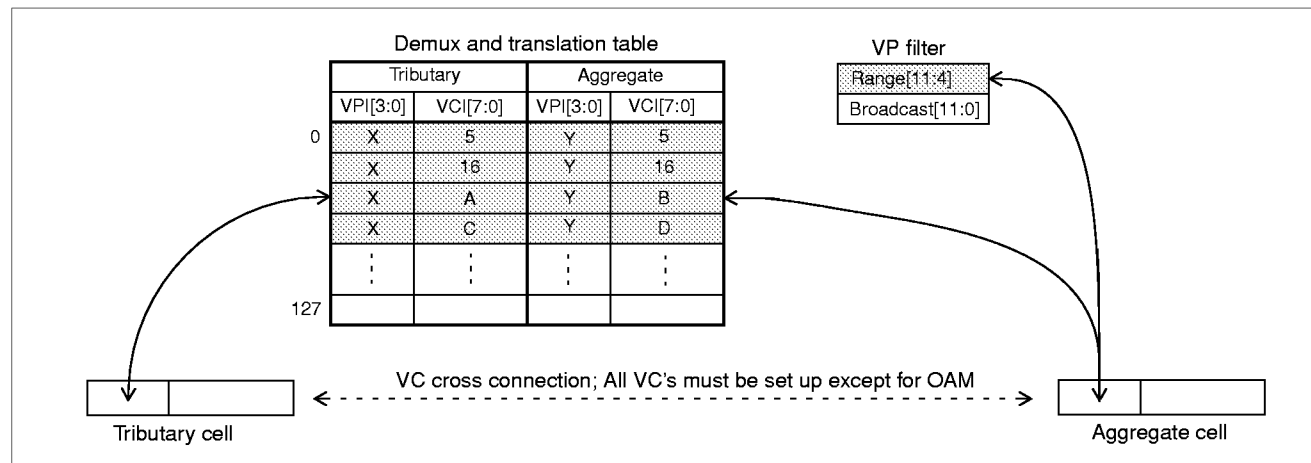 Demux and translation table
VP filter
Tributary Aggregate
Range[11:4]
VPI[3:0] VCI[7:0] VPI[3:0] VCI[7:0]
Broadcast[11:0]
0 X 5 Y 5
X 16 Y 16
X A Y B
X C Y D
127
VC cross connection; All VC's must be set up except for OAM
Tributary cell
Aggregate cell